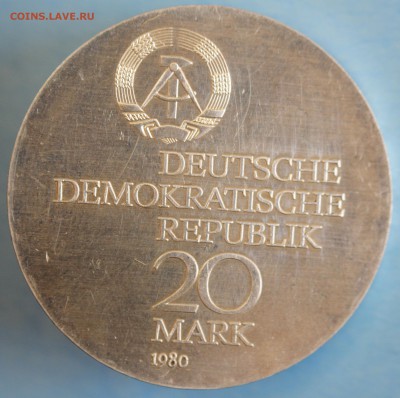 COINS.LAVE.RU
DEUTSCHE
DEMOKRATISCHE
REPUBLIK
20
MARK
1980